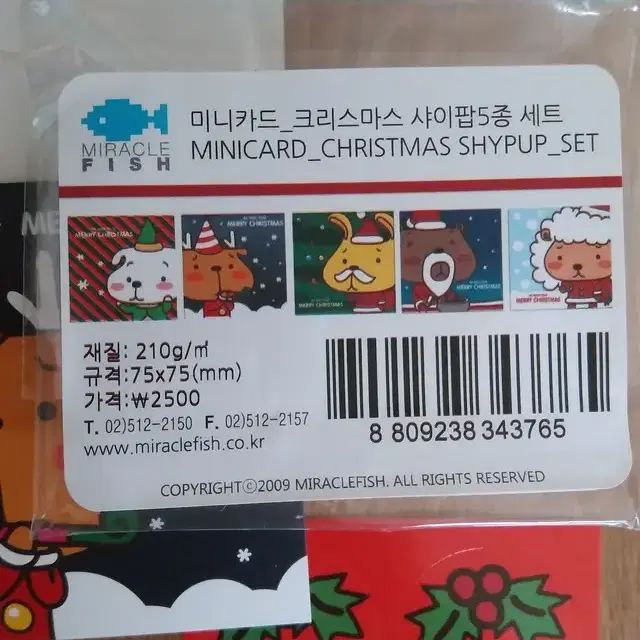 MIRACLE
FISH
미니카드_크리스마스 샤이팝5종 세트
MINICARD_CHRISTMAS SHYPUP_SET
MERRY CHRISTMAS
MERRY CHRISTMAS
MERRY CHRISTMAS
MERRY CHRISTMAS
MERRY CHRISTMAS
재질: 210g/㎡
규격:75x75(mm)
가격:₩2500
T. 02)512-2150 F. 02)512-2157
www.miraclefish.co.kr
8 809238 343765
COPYRIGHTⓒ2009 MIRACLEFISH. ALL RIGHTS RESERVED